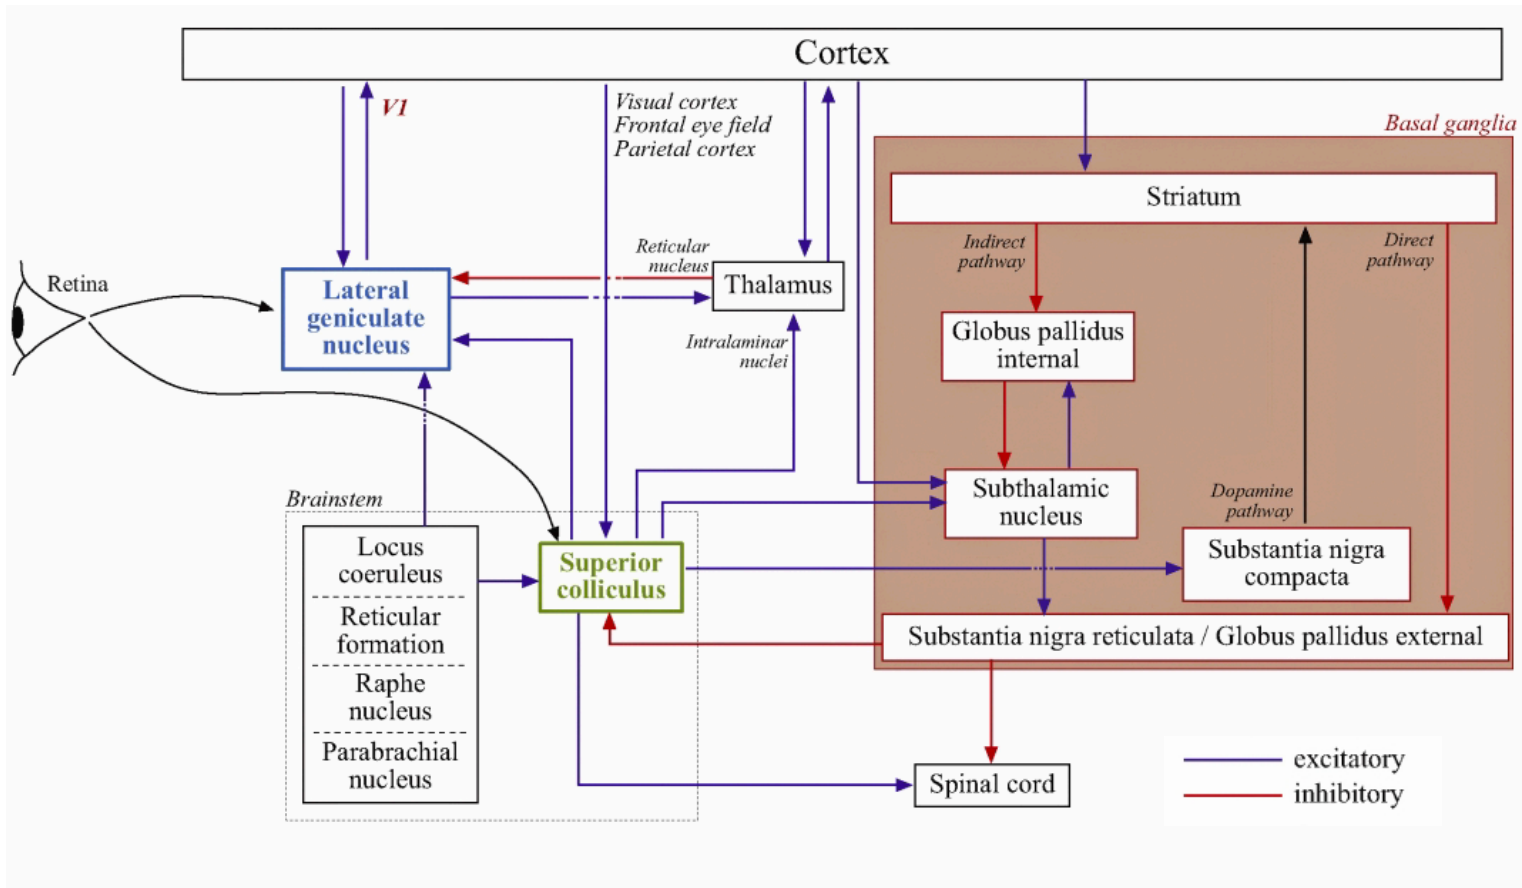 Cortex
V1
Visual cortex
Frontal eye field
Parietal cortex
Basal ganglia
Striatum
Indirect
pathway
Direct
pathway
Reticular
nucleus
Thalamus
Retina
Lateral
geniculate
nucleus
Intralaminar
nuclei
Globus pallidus
internal
Subthalamic
nucleus
Dopamine
pathway
Substantia nigra
compacta
Brainstem
Locus
coeruleus
Reticular
formation
Raphe
nucleus
Parabrachial
nucleus
Superior
colliculus
Substantia nigra reticulata / Globus pallidus external
Spinal cord
excitatory
inhibitory